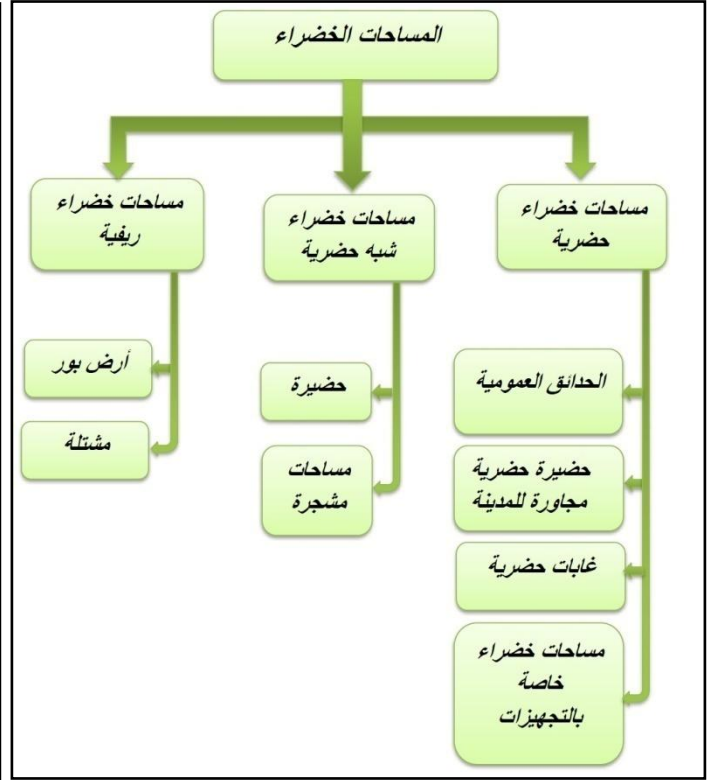 المساحات الخضراء
مساحات خضراء
حضرية
مساحات خضراء
شبه حضرية
مساحات خضراء
ريفية
الحدائق العمومية
حضيرة حضرية
مجاورة للمدينة
غابات حضرية
مساحات خضراء
خاصة
بالتجهيزات
حضيرة
مساحات
مشجرة
أرض بور
مشتلة